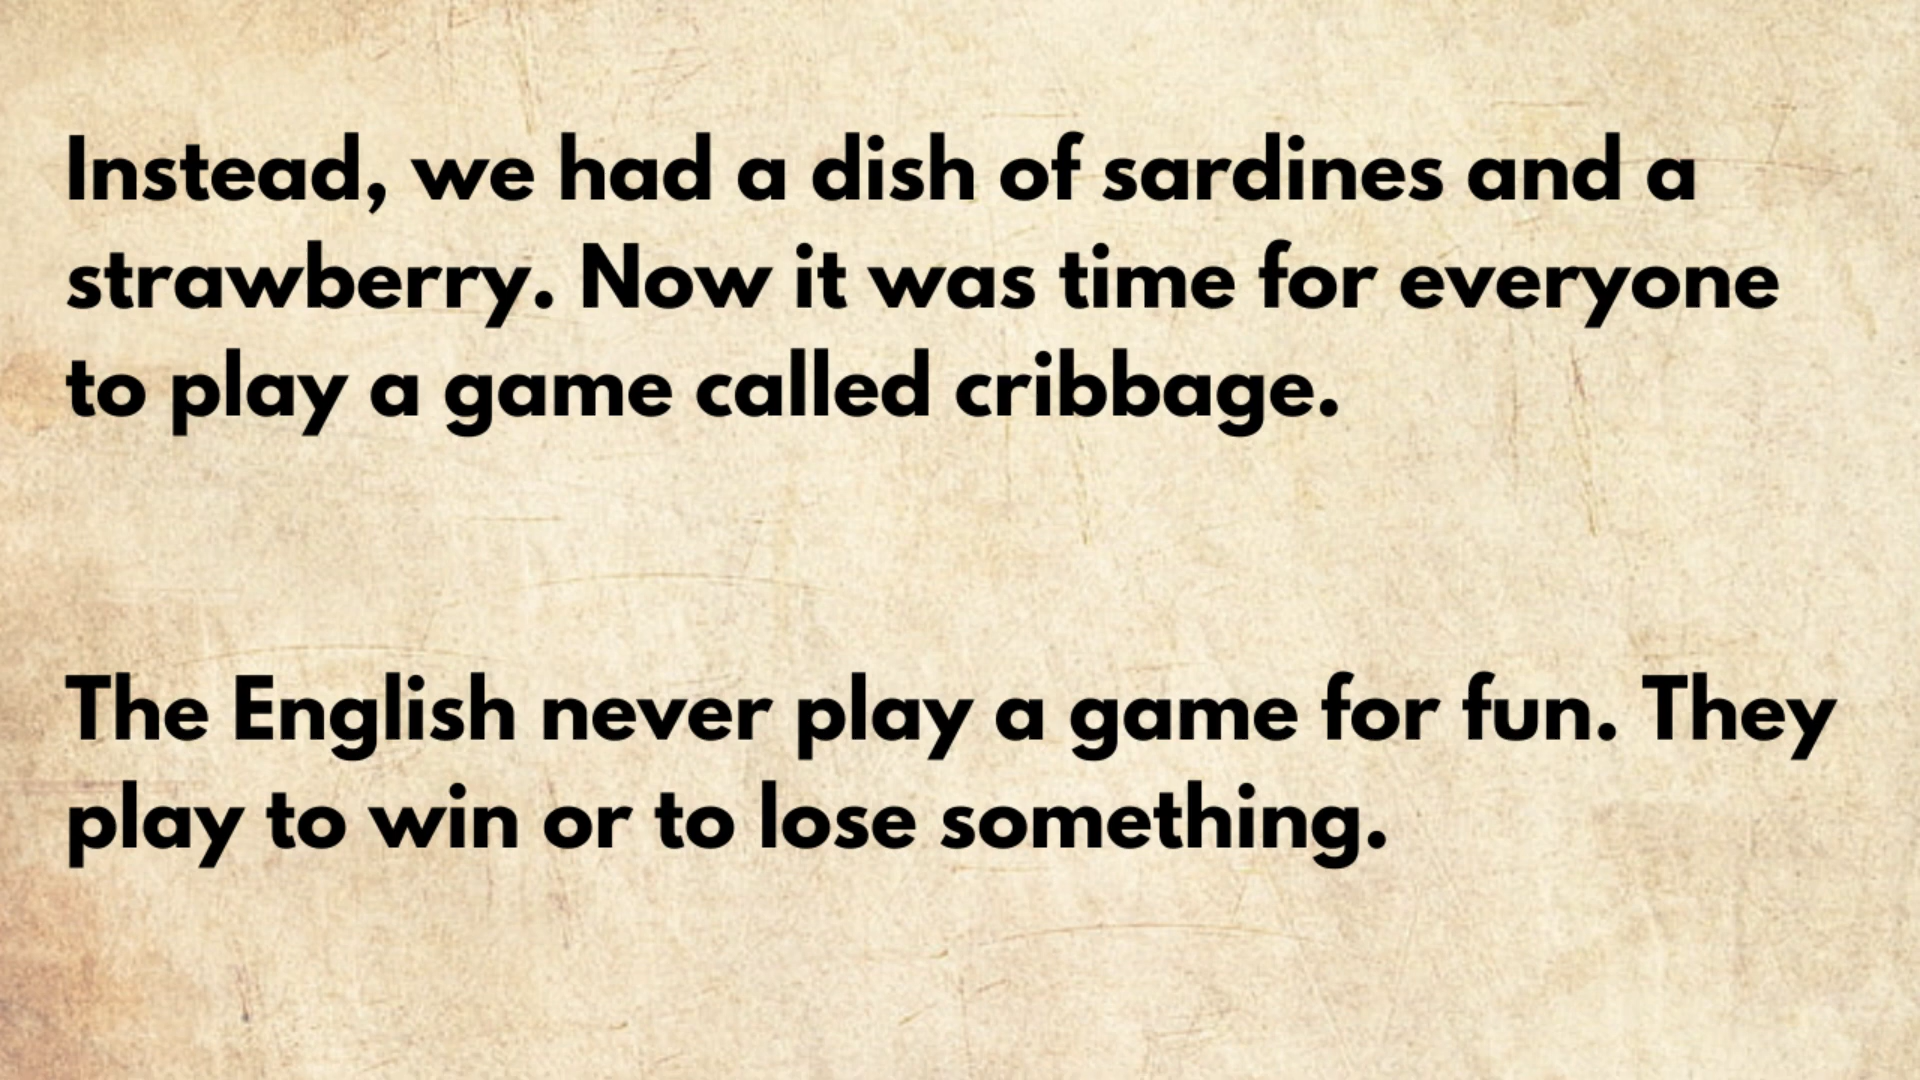 Instead, we had a dish of sardines and a
strawberry. Now it was time for everyone
to play a game called cribbage.
The English never play a game for fun. They
play to win or to lose something.